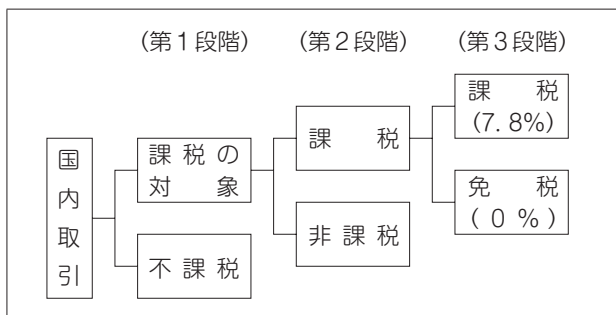 (第1段階)
(第2段階)
(第3段階)
国
内
取
引
課税の
対象
不課税
課税
非課税
課税
(7.8%)
免税
(0%)